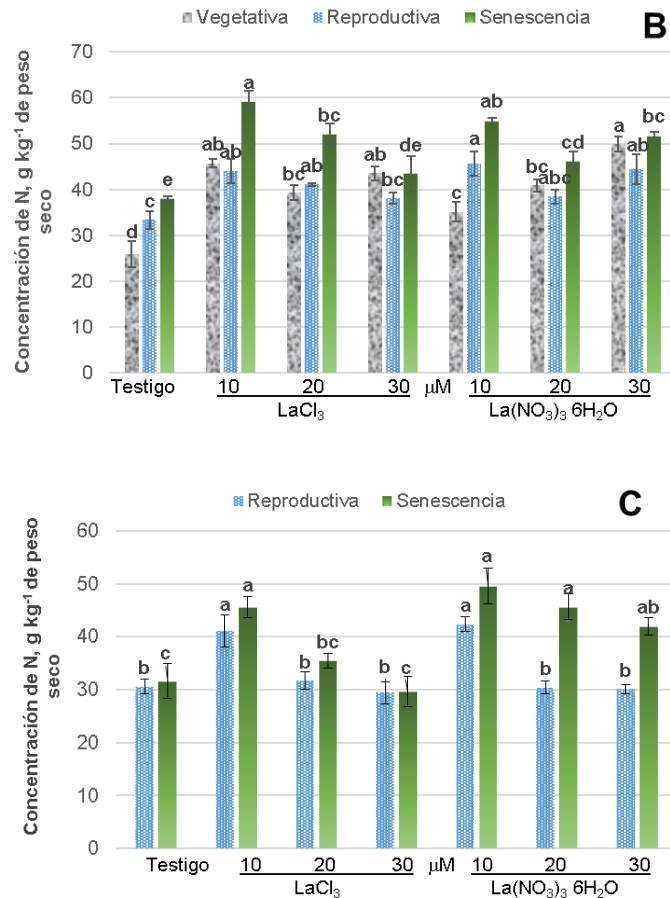 Vegetativa Reproductiva Senescencia
B
Concentración de N, g kg⁻¹ de peso
seco
70
60
50
40
30
20
10
0
d c e
ab ab a
bc ab bc
ab bc de
c a ab
bc abc cd
a ab bc
Testigo 10 20 30 μM 10 20 30
LaCl₃ La(NO₃)₃ 6H₂O
Reproductiva Senescencia
C
Concentración de N, g kg⁻¹ de peso
seco
60
50
40
30
20
10
0
b c
a a
b bc
b c
a a
b a
b ab
Testigo 10 20 30 μM 10 20 30
LaCl₃ La(NO₃)₃ 6H₂O